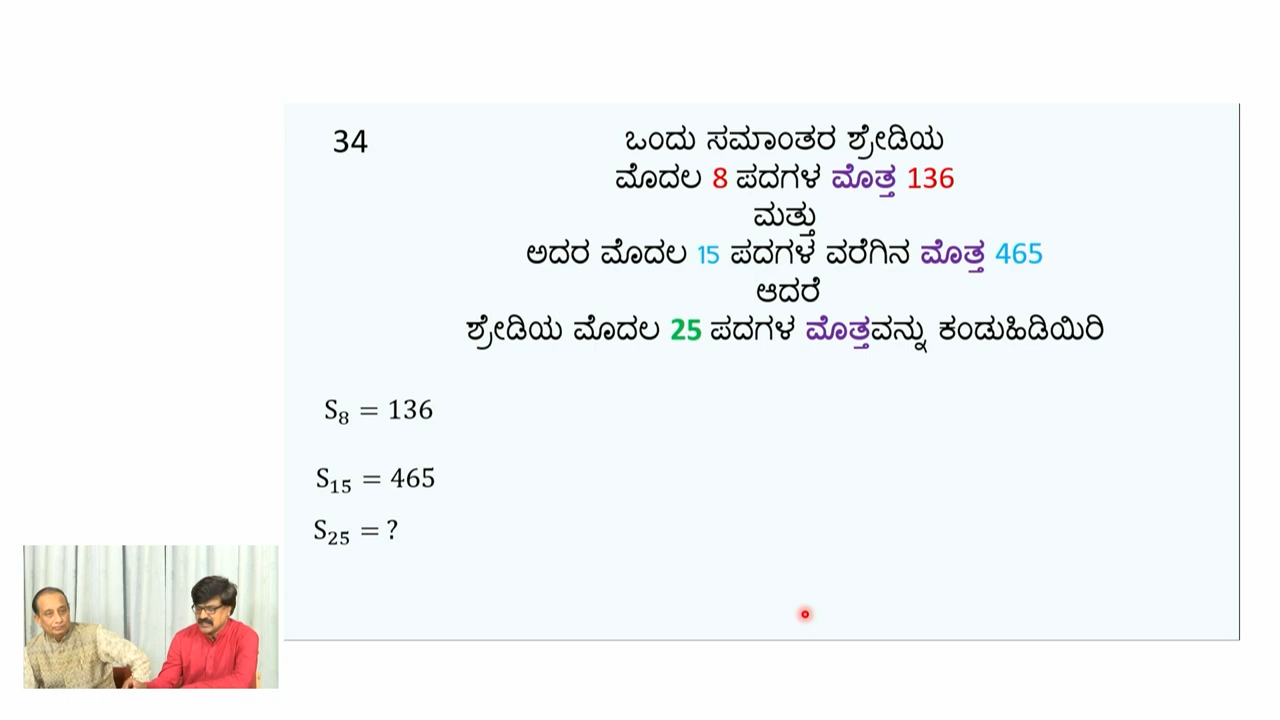 34
ಒಂದು ಸಮಾಂತರ ಶ್ರೇಡಿಯ
ಮೊದಲ 8 ಪದಗಳ ಮೊತ್ತ 136
ಮತ್ತು
ಅದರ ಮೊದಲ 15 ಪದಗಳ ವರೆಗಿನ ಮೊತ್ತ 465
ಆದರೆ
ಶ್ರೇಡಿಯ ಮೊದಲ 25 ಪದಗಳ ಮೊತ್ತವನ್ನು ಕಂಡುಹಿಡಿಯಿರಿ
S₈ = 136
S₁₅ = 465
S₂₅ = ?